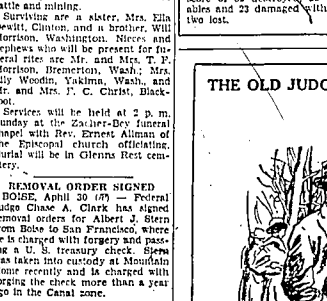 attle and mining.
Surviving are a sister, Mrs. Ella
ewitt, Clinton, and a brother, Will
orrison, Washington. Nieces and
ephews who will be present for fu-
eral rites are Mr. and Mrs. T. F.
orrison, Bremerton, Wash.; Mrs.
lly Woodin, Yakima, Wash., and
r. and Mrs. F. C. Christ, Black-
oot.
Services will be held at 2 p. m.
unday at the Zacher-Bey funeral
hapel with Rev. Ernest Allman of
he Episcopal church officiating.
urial will be in Glenns Rest cem-
tery.
REMOVAL ORDER SIGNED
BOISE, Aphil 30 (AP) — Federal
udge Chase A. Clark has signed
emoval orders for Albert J. Stern
rom Boise to San Francisco, where
e is charged with forgery and pass-
ng a U. S. treasury check. Stern
as taken into custody at Mountain
ome recently and is charged with
orging the check more than a year
go in the Canal zone.
ables and 23 damaged with
two lost.
THE OLD JUDG